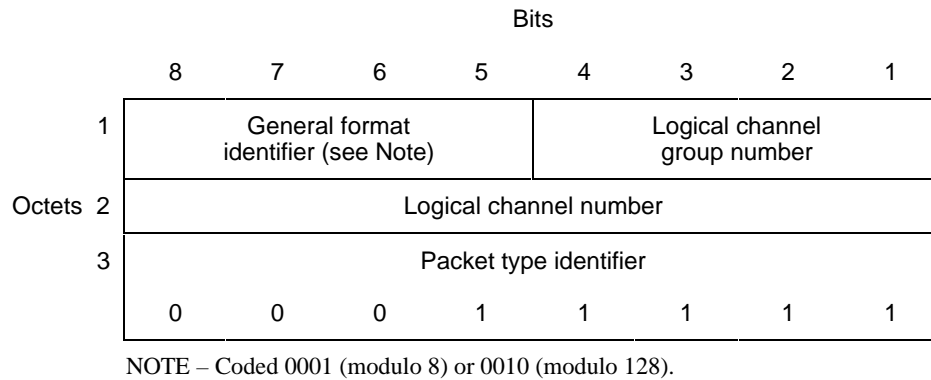 Bits
8 7 6 5 4 3 2 1
1 General format identifier (see Note) Logical channel group number
Octets 2 Logical channel number
3 Packet type identifier
0 0 0 1 1 1 1 1
NOTE – Coded 0001 (modulo 8) or 0010 (modulo 128).